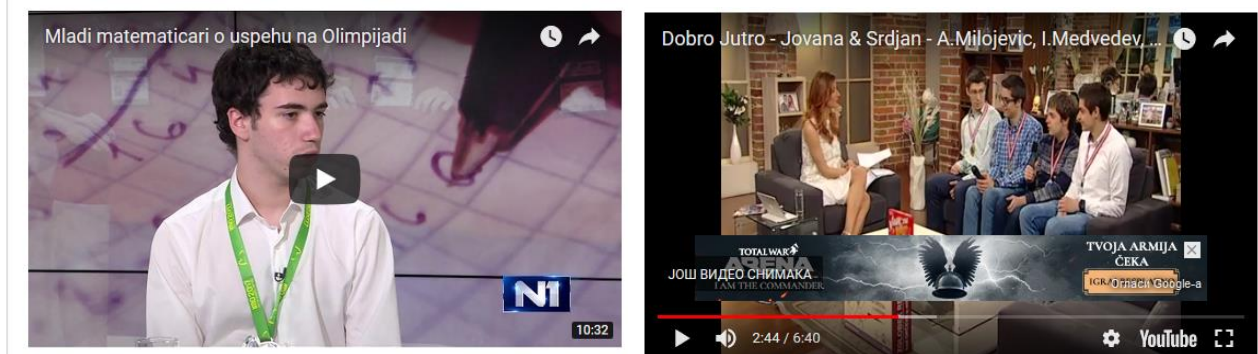 Mladi matematicari o uspehu na Olimpijadi
N1
10:32
Dobro Jutro - Jovana & Srdjan - A.Milojevic, I.Medvedev, ...
TOTAL WAR
ARENA
I AM THE COMMANDER
ЈОШ ВИДЕО СНИМАКА
TVOJA ARMIJA
ČEKA
Огласи Google-а
2:44 / 6:40
YouTube